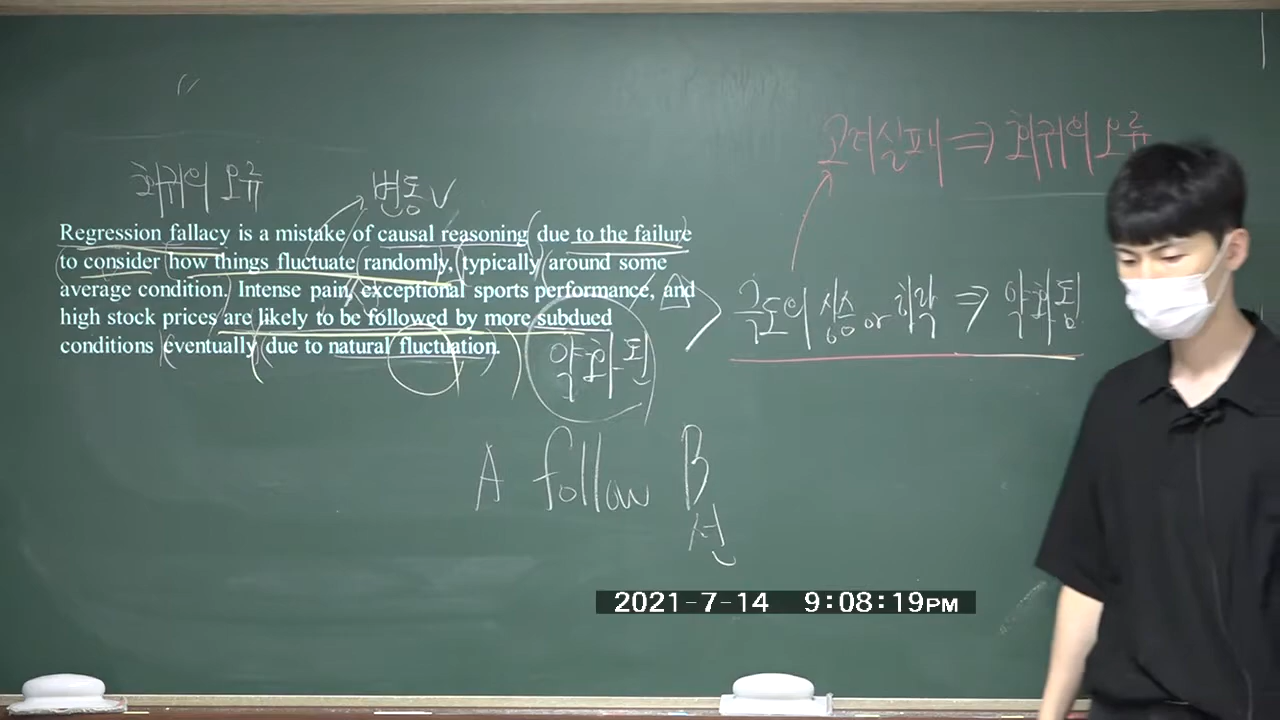 고려실패 ⇒ 회귀의 오류
회귀의 오류
변동 ✓
Regression fallacy is a mistake of causal reasoning due to the failure
to consider how things fluctuate randomly, typically around some
average condition. Intense pain, exceptional sports performance, and
high stock prices are likely to be followed by more subdued
conditions eventually due to natural fluctuation.
극도의 상승 or 하락 ⇒ 약화됨
약화된
A follow B
선
2021-7-14 9:08:19PM